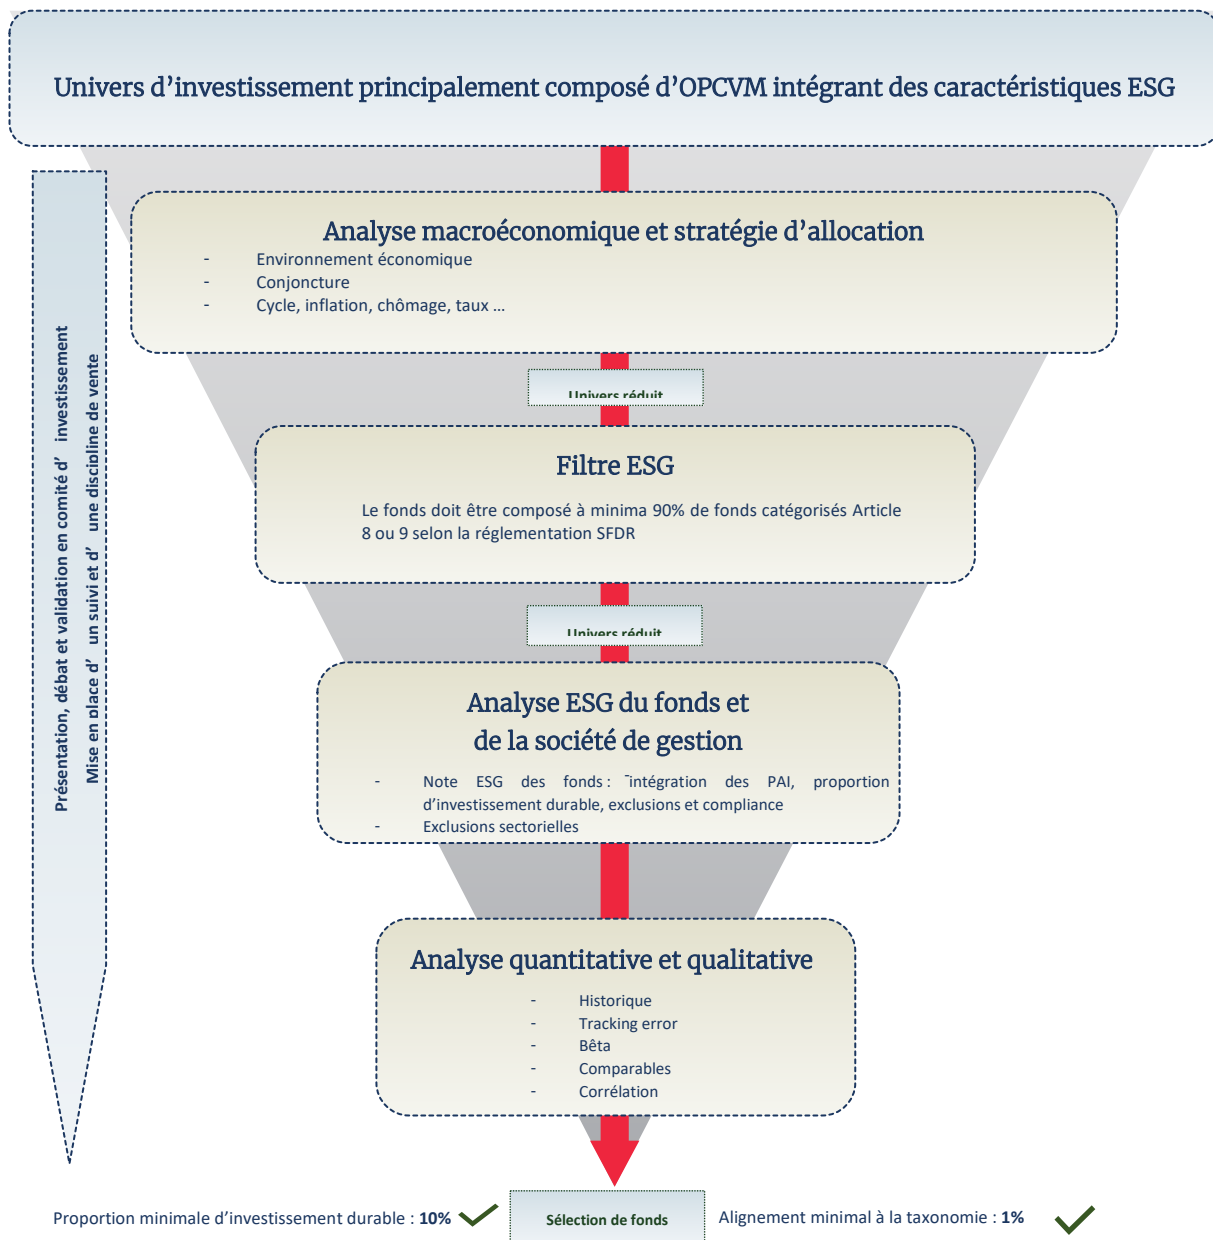 Univers d’investissement principalement composé d’OPCVM intégrant des caractéristiques ESG
Présentation, débat et validation en comité d’ investissement
Mise en place d’ un suivi et d’ une discipline de vente
Analyse macroéconomique et stratégie d’allocation
- Environnement économique
- Conjoncture
- Cycle, inflation, chômage, taux ...
Univers réduit
Filtre ESG
Le fonds doit être composé à minima 90% de fonds catégorisés Article
8 ou 9 selon la réglementation SFDR
Univers réduit
Analyse ESG du fonds et
de la société de gestion
- Note ESG des fonds : intégration des PAI, proportion
d’investissement durable, exclusions et compliance
- Exclusions sectorielles
Analyse quantitative et qualitative
- Historique
- Tracking error
- Bêta
- Comparables
- Corrélation
Proportion minimale d’investissement durable : 10%
Sélection de fonds
Alignement minimal à la taxonomie : 1%